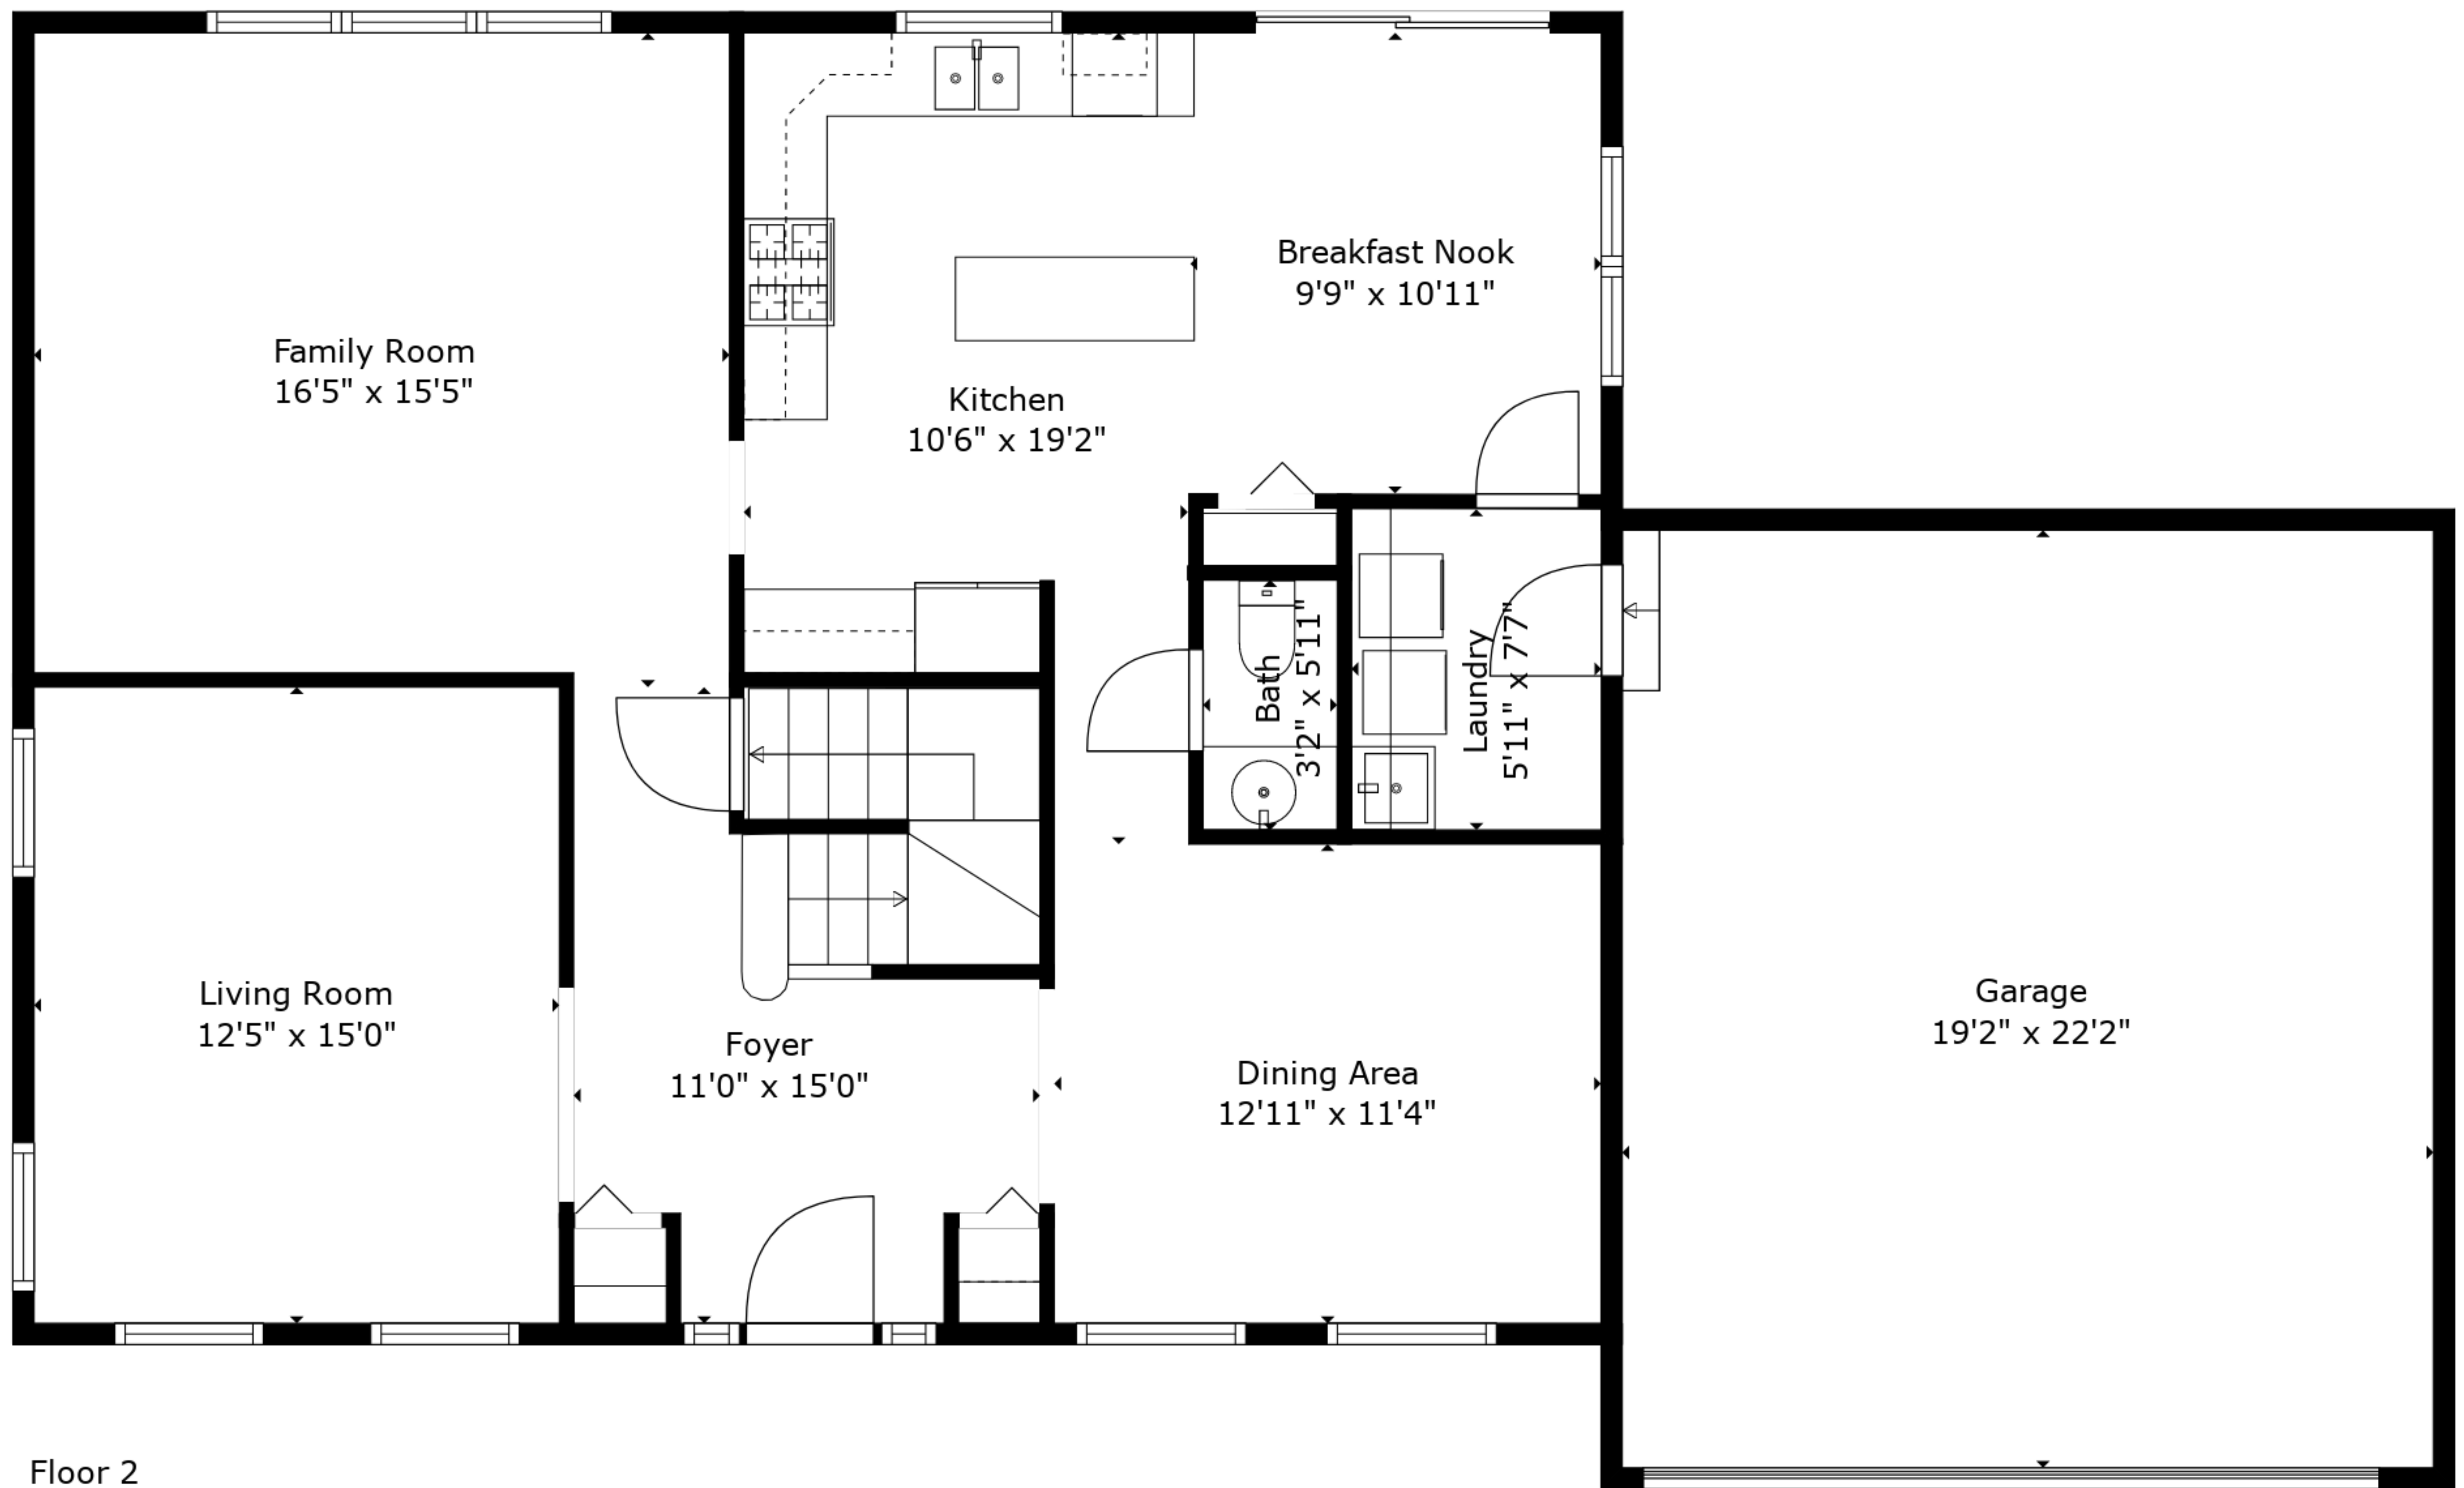 Breakfast Nook
9'9" x 10'11"
Family Room
16'5" x 15'5"
Kitchen
10'6" x 19'2"
Bath
3'2" x 5'11"
Laundry
5'11" x 7'7"
Living Room
12'5" x 15'0"
Foyer
11'0" x 15'0"
Dining Area
12'11" x 11'4"
Garage
19'2" x 22'2"
Floor 2